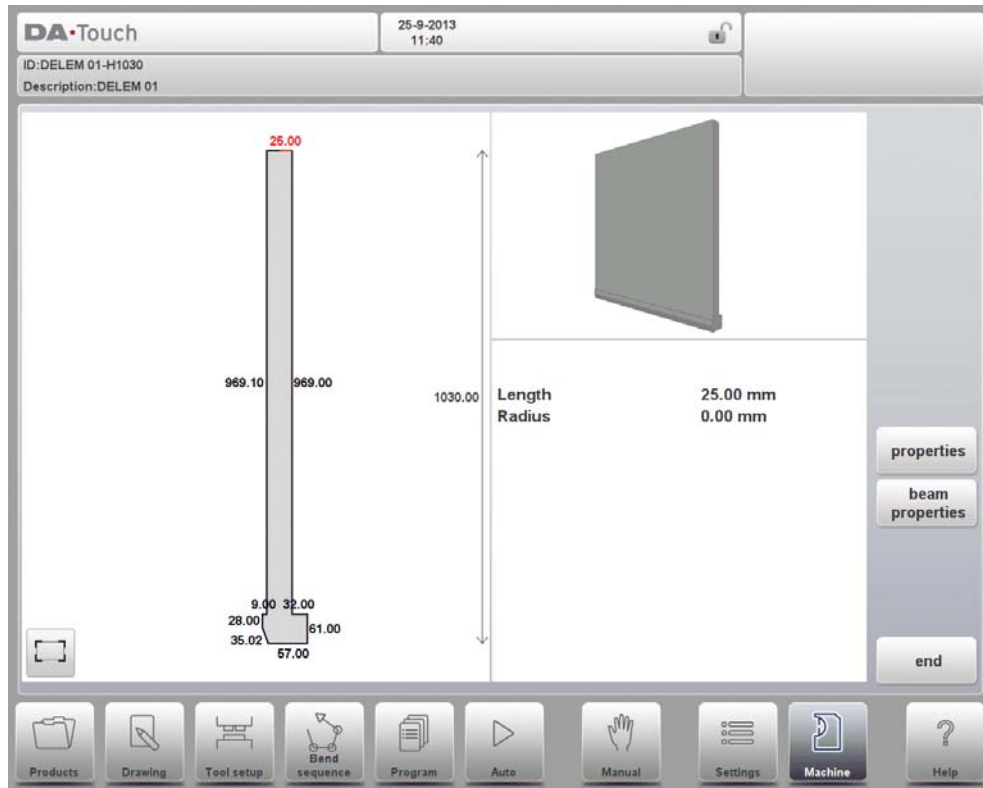 DA•Touch
25-9-2013
11:40
ID:DELEM 01-H1030
Description:DELEM 01
25.00
969.10
969.00
1030.00
9.00 32.00
28.00
61.00
35.02
57.00
Length 25.00 mm
Radius 0.00 mm
properties
beam
properties
end
Products
Drawing
Tool setup
Bend
sequence
Program
Auto
Manual
Settings
Machine
?
Help